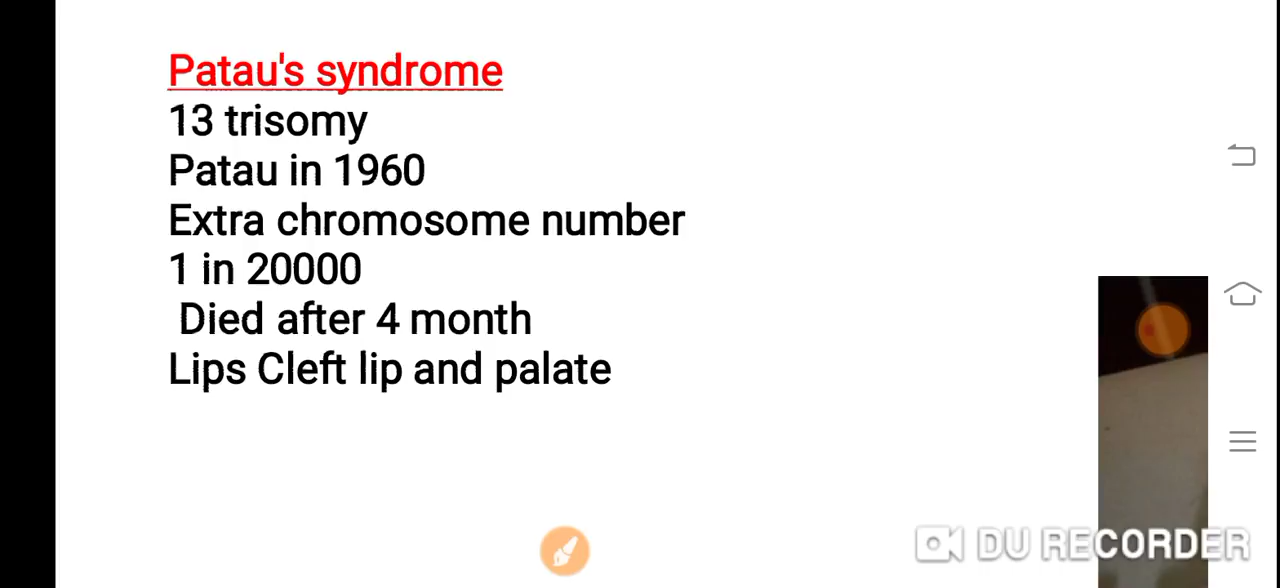 Patau's syndrome
13 trisomy
Patau in 1960
Extra chromosome number
1 in 20000
Died after 4 month
Lips Cleft lip and palate
DU RECORDER